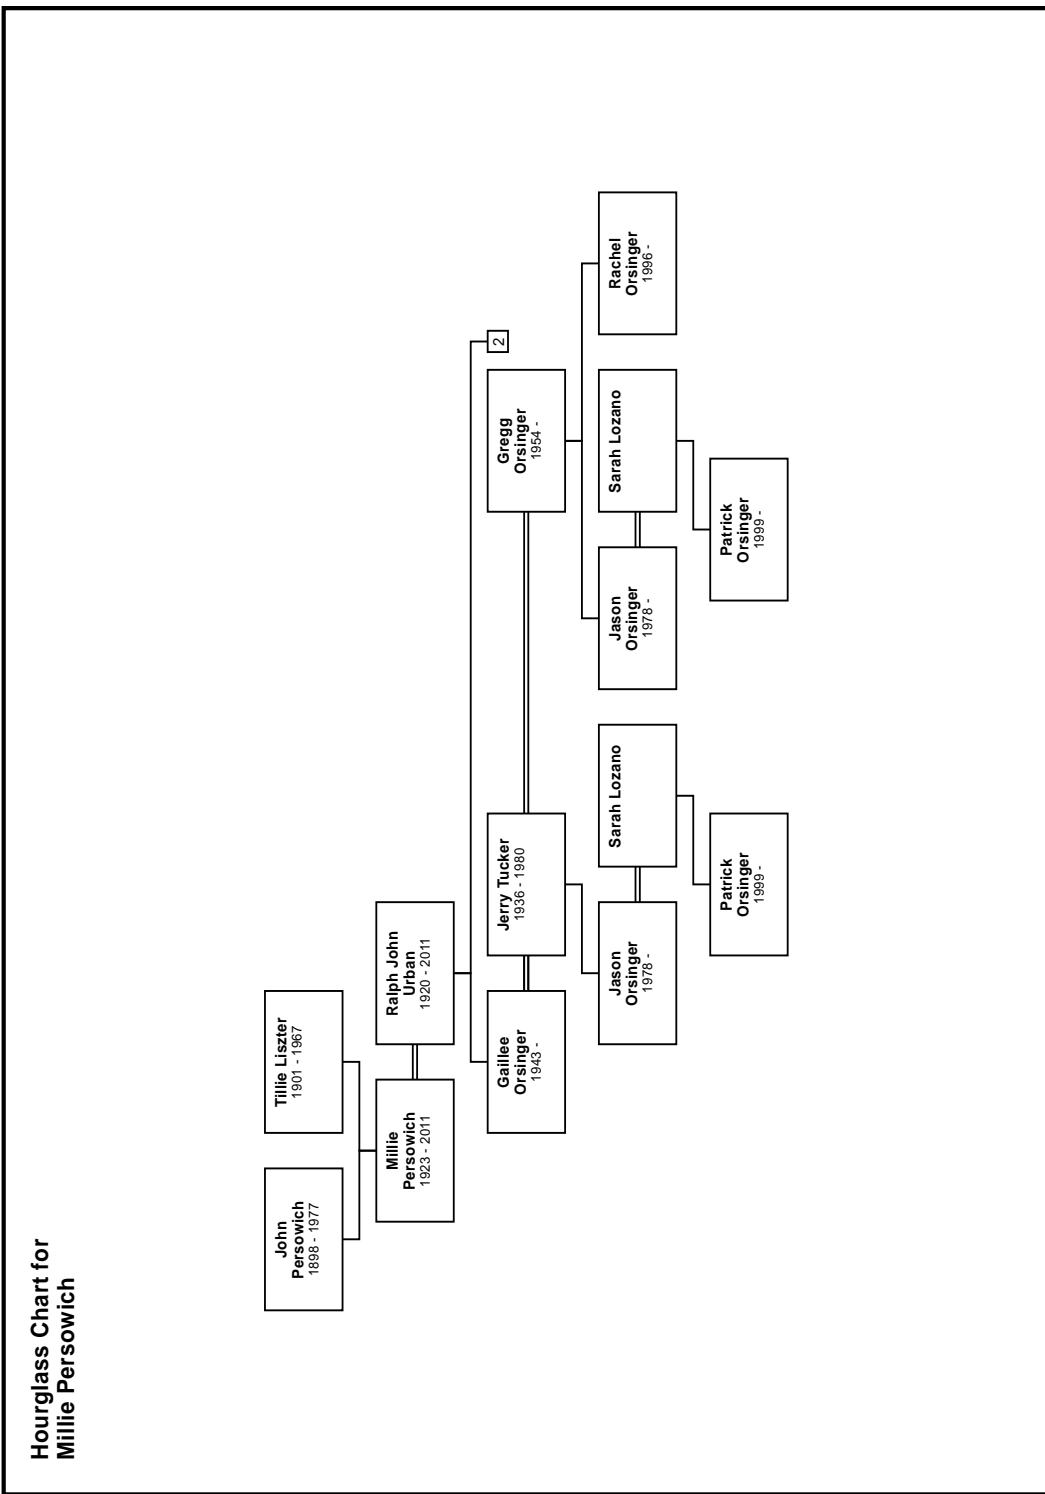 Hourglass Chart for
Millie Persowich
John
Persowich
1898 - 1977
Tillie Liszter
1901 - 1967
Millie
Persowich
1923 - 2011
Ralph John
Urban
1920 - 2011
Gaillee
Orsinger
1943 -
Jerry Tucker
1936 - 1980
Gregg
Orsinger
1954 -
2
Jason
Orsinger
1978 -
Sarah Lozano
Jason
Orsinger
1978 -
Sarah Lozano
Rachel
Orsinger
1996 -
Patrick
Orsinger
1999 -
Patrick
Orsinger
1999 -